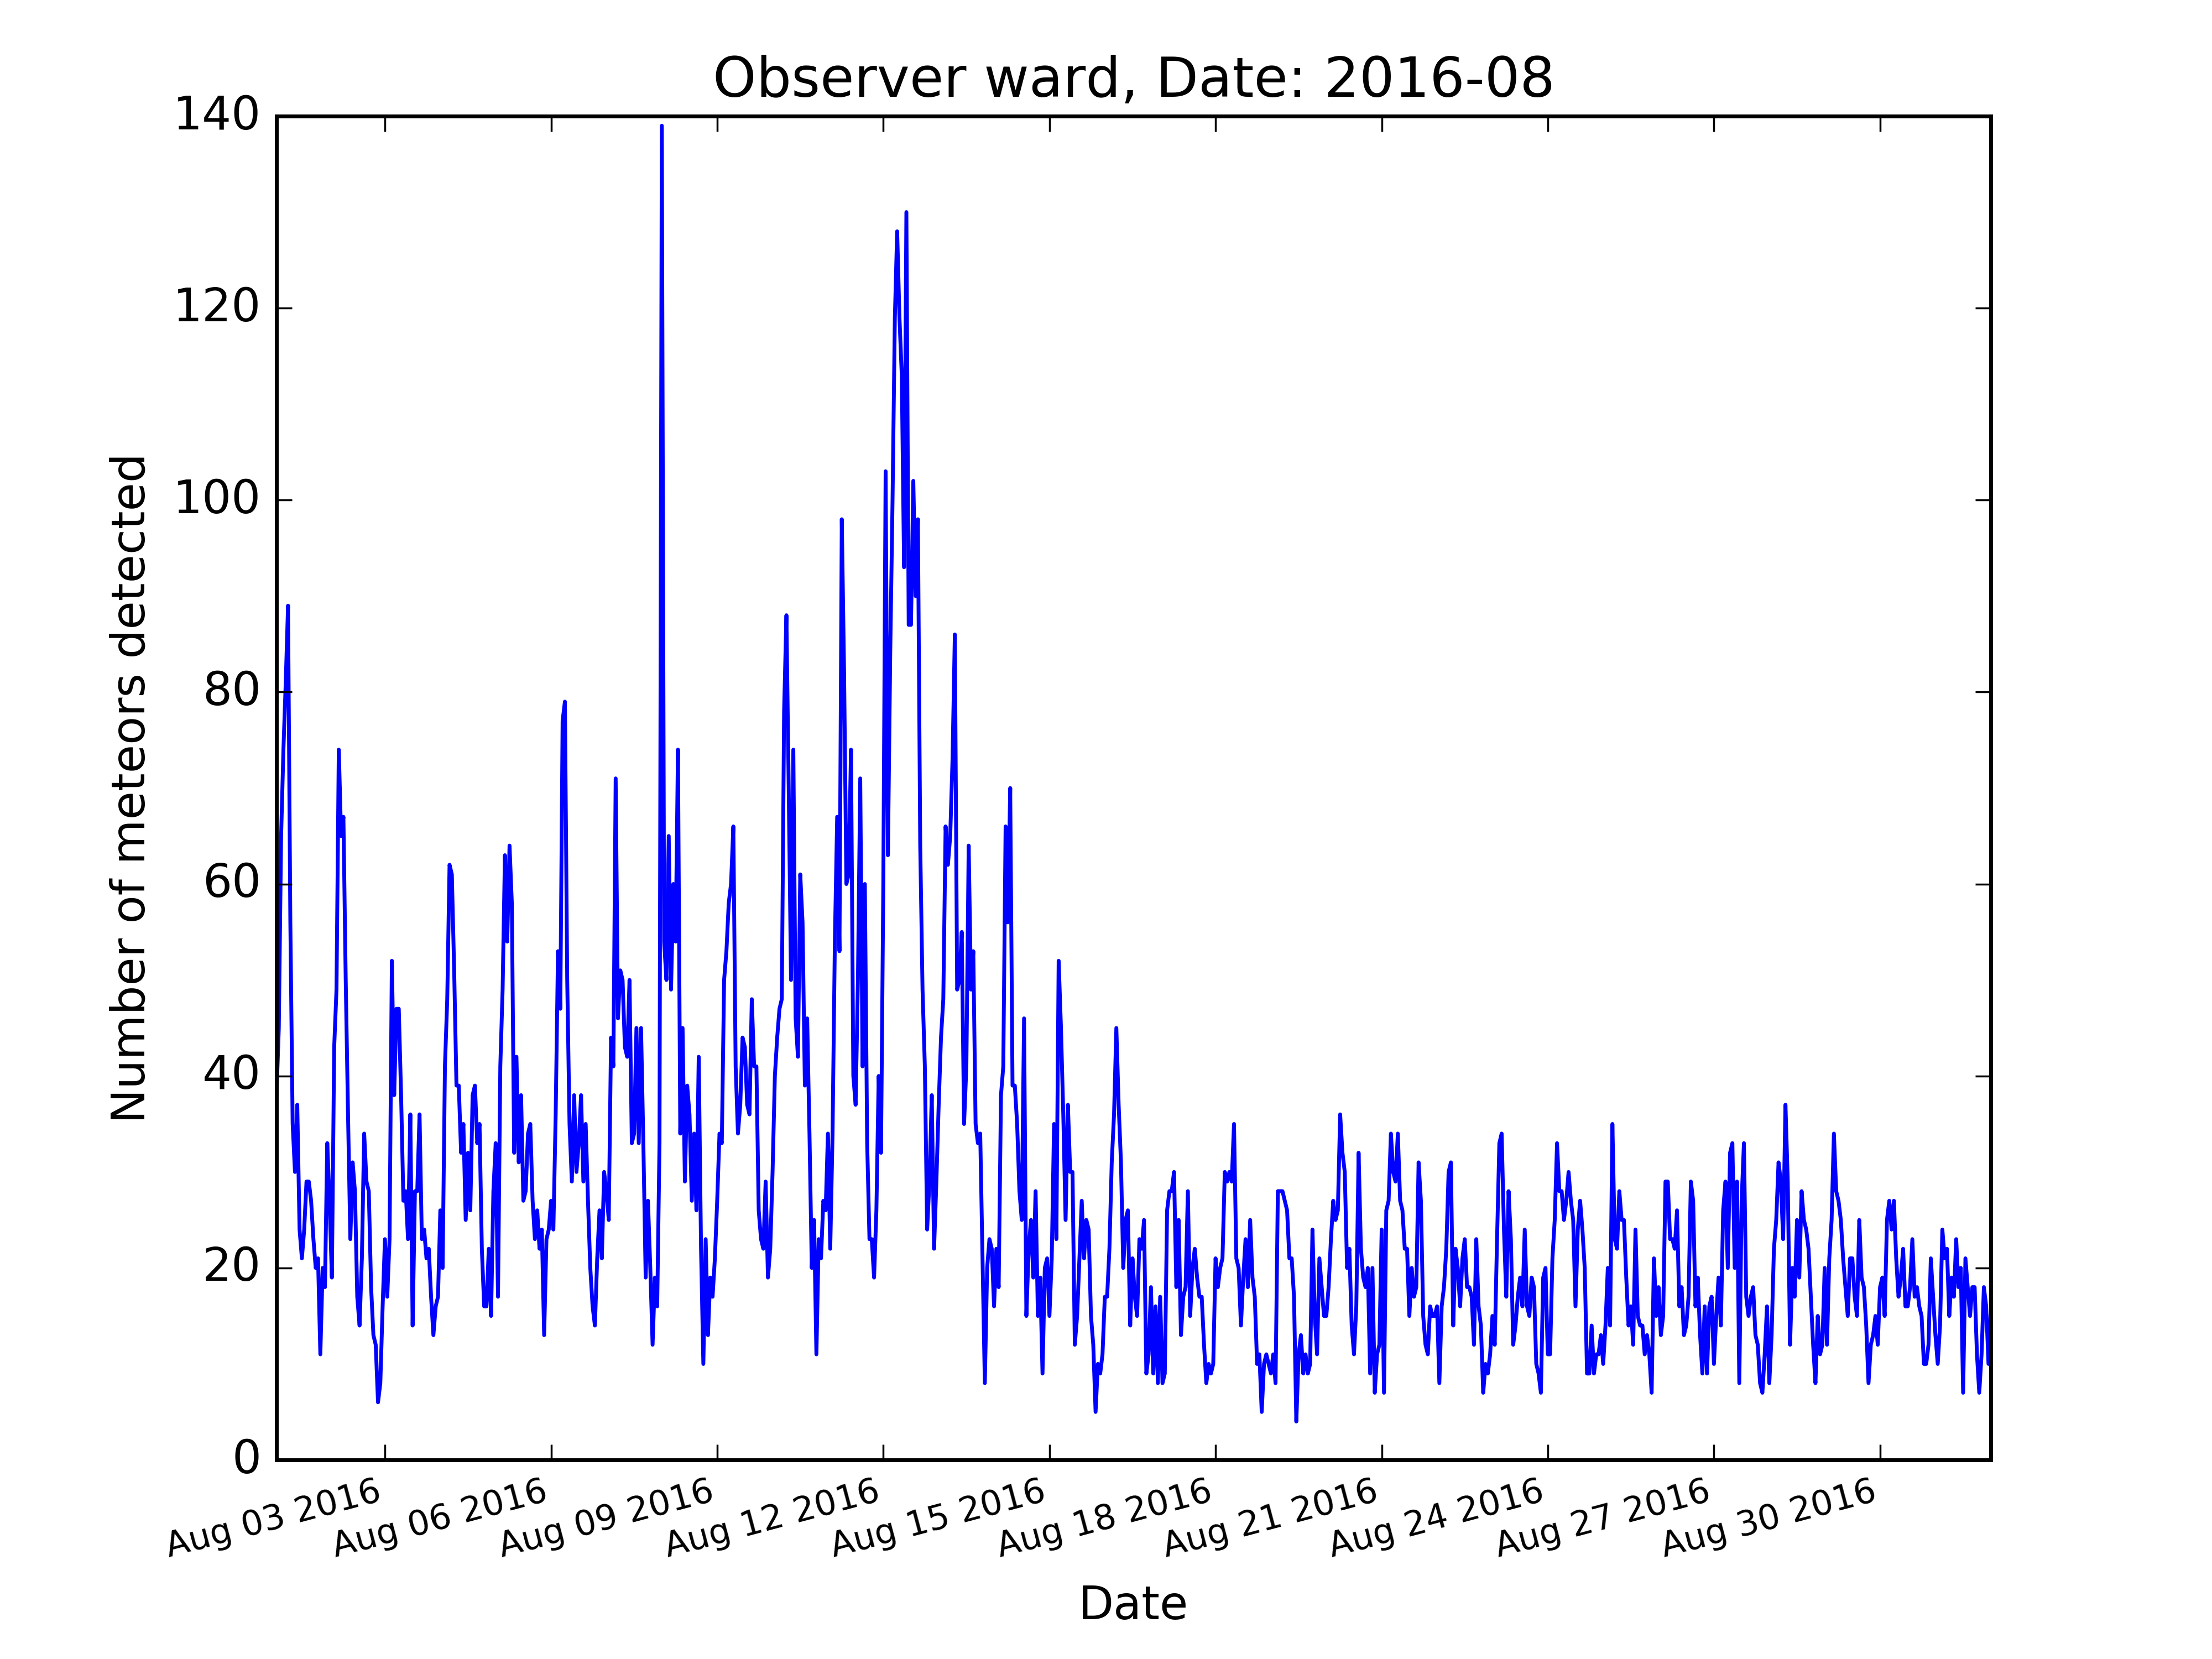 Observer ward, Date: 2016-08
140
120
100
80
60
40
20
0
Number of meteors detected
Aug 03 2016
Aug 06 2016
Aug 09 2016
Aug 12 2016
Aug 15 2016
Aug 18 2016
Aug 21 2016
Aug 24 2016
Aug 27 2016
Aug 30 2016
Date